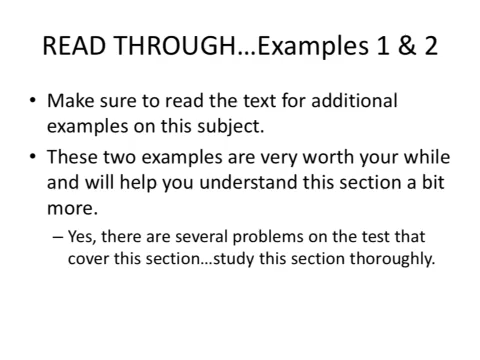 READ THROUGH…Examples 1 & 2
• Make sure to read the text for additional
examples on this subject.
• These two examples are very worth your while
and will help you understand this section a bit
more.
– Yes, there are several problems on the test that
cover this section…study this section thoroughly.